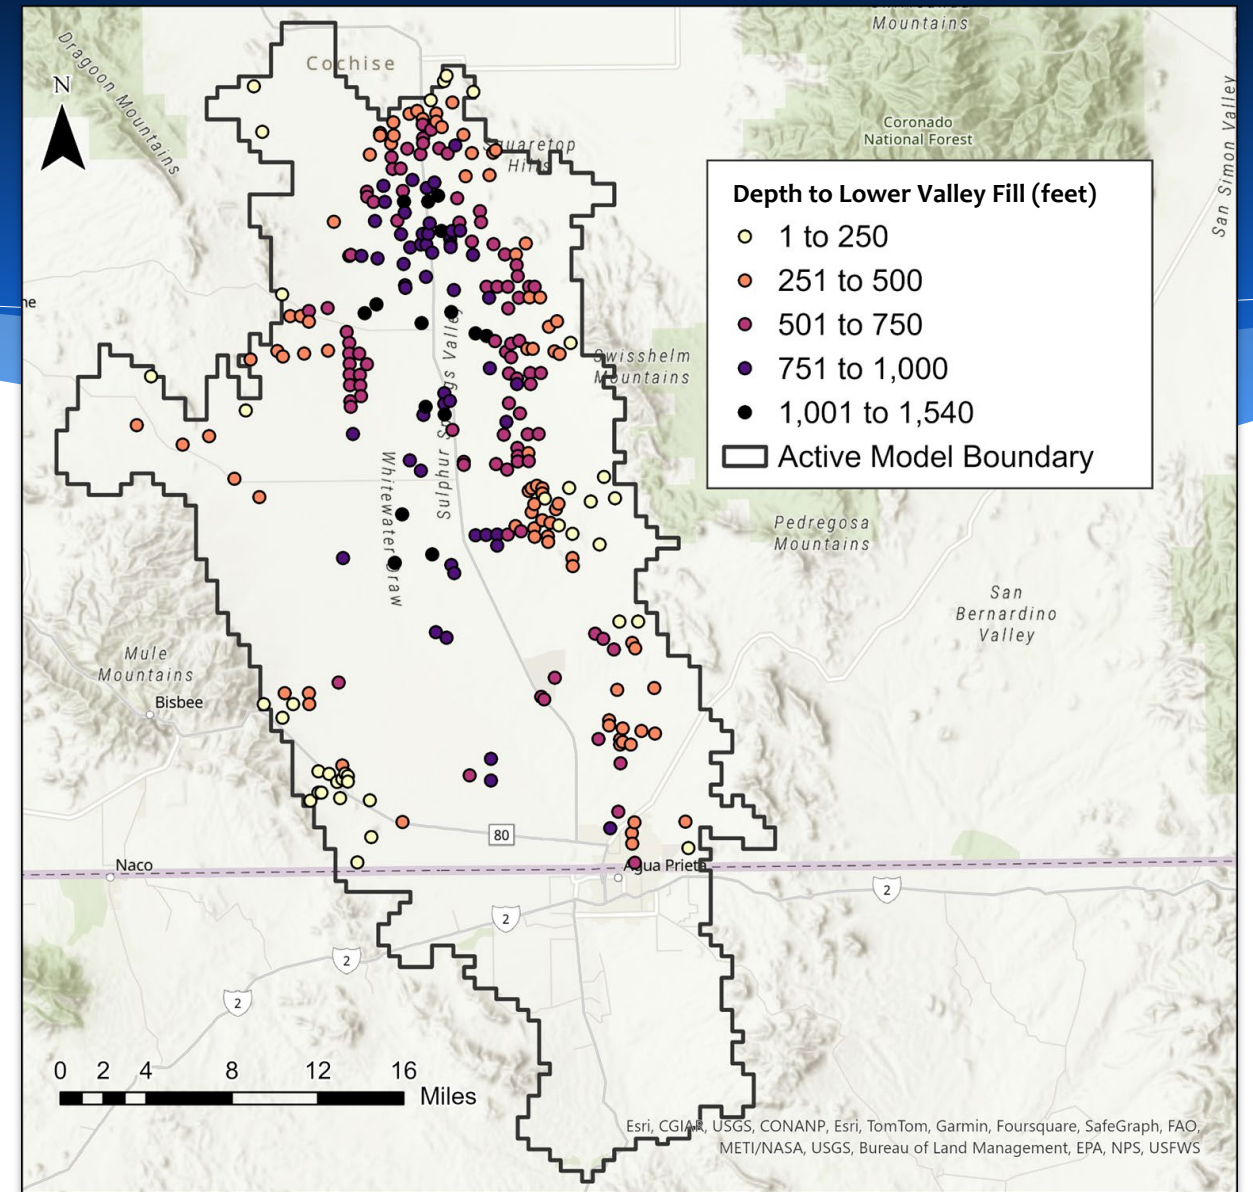 Mountains
Dragoon Mountains
N
Cochise
San Simon Valley
Coronado
National Forest
Squaretop
Hills
Depth to Lower Valley Fill (feet)
1 to 250
251 to 500
501 to 750
751 to 1,000
1,001 to 1,540
Active Model Boundary
ne
Swisshelm
Mountains
Sulphur Springs Valley
Whitewater Draw
Pedregosa
Mountains
San
Bernardino
Valley
Mule
Mountains
Bisbee
80
Naco
Agua Prieta
2
2
2
2
0 2 4 8 12 16
Miles
Esri, CGIAR, USGS, CONANP, Esri, TomTom, Garmin, Foursquare, SafeGraph, FAO,
METI/NASA, USGS, Bureau of Land Management, EPA, NPS, USFWS